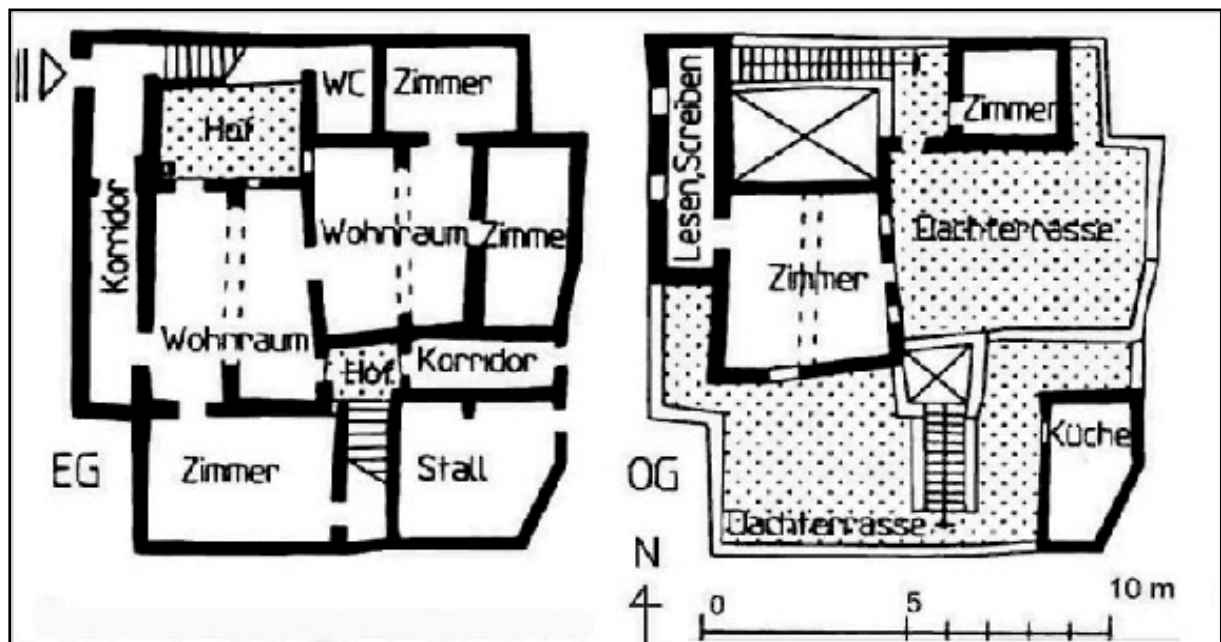 WC
Zimmer
Hof
Korridor
Wohnraum
Zimmer
Wohnraum
Hof
Korridor
EG
Zimmer
Stall
Lesen, Schreiben
Zimmer
Dachterrasse
Zimmer
Küche
OG
Dachterrasse
N
0
5
10 m